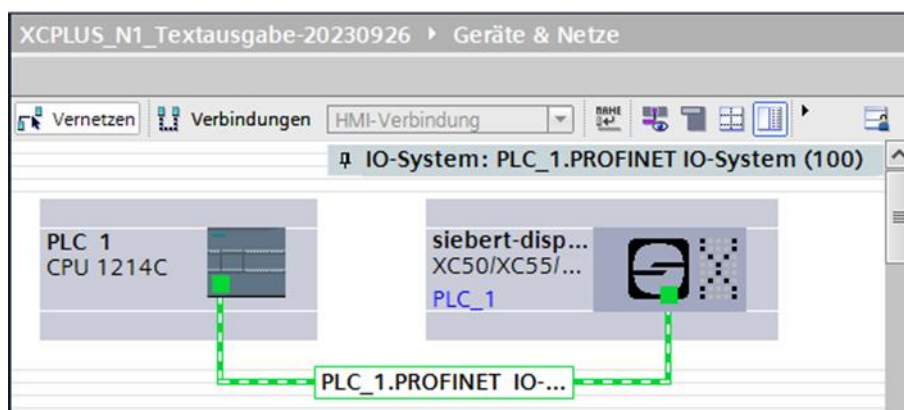 XCPLUS_N1_Textausgabe-20230926 ▸ Geräte & Netze
Vernetzen Verbindungen HMI-Verbindung NAME
IO-System: PLC_1.PROFINET IO-System (100)
PLC_1
CPU 1214C
siebert-disp...
XC50/XC55/...
PLC_1
PLC_1.PROFINET IO-...